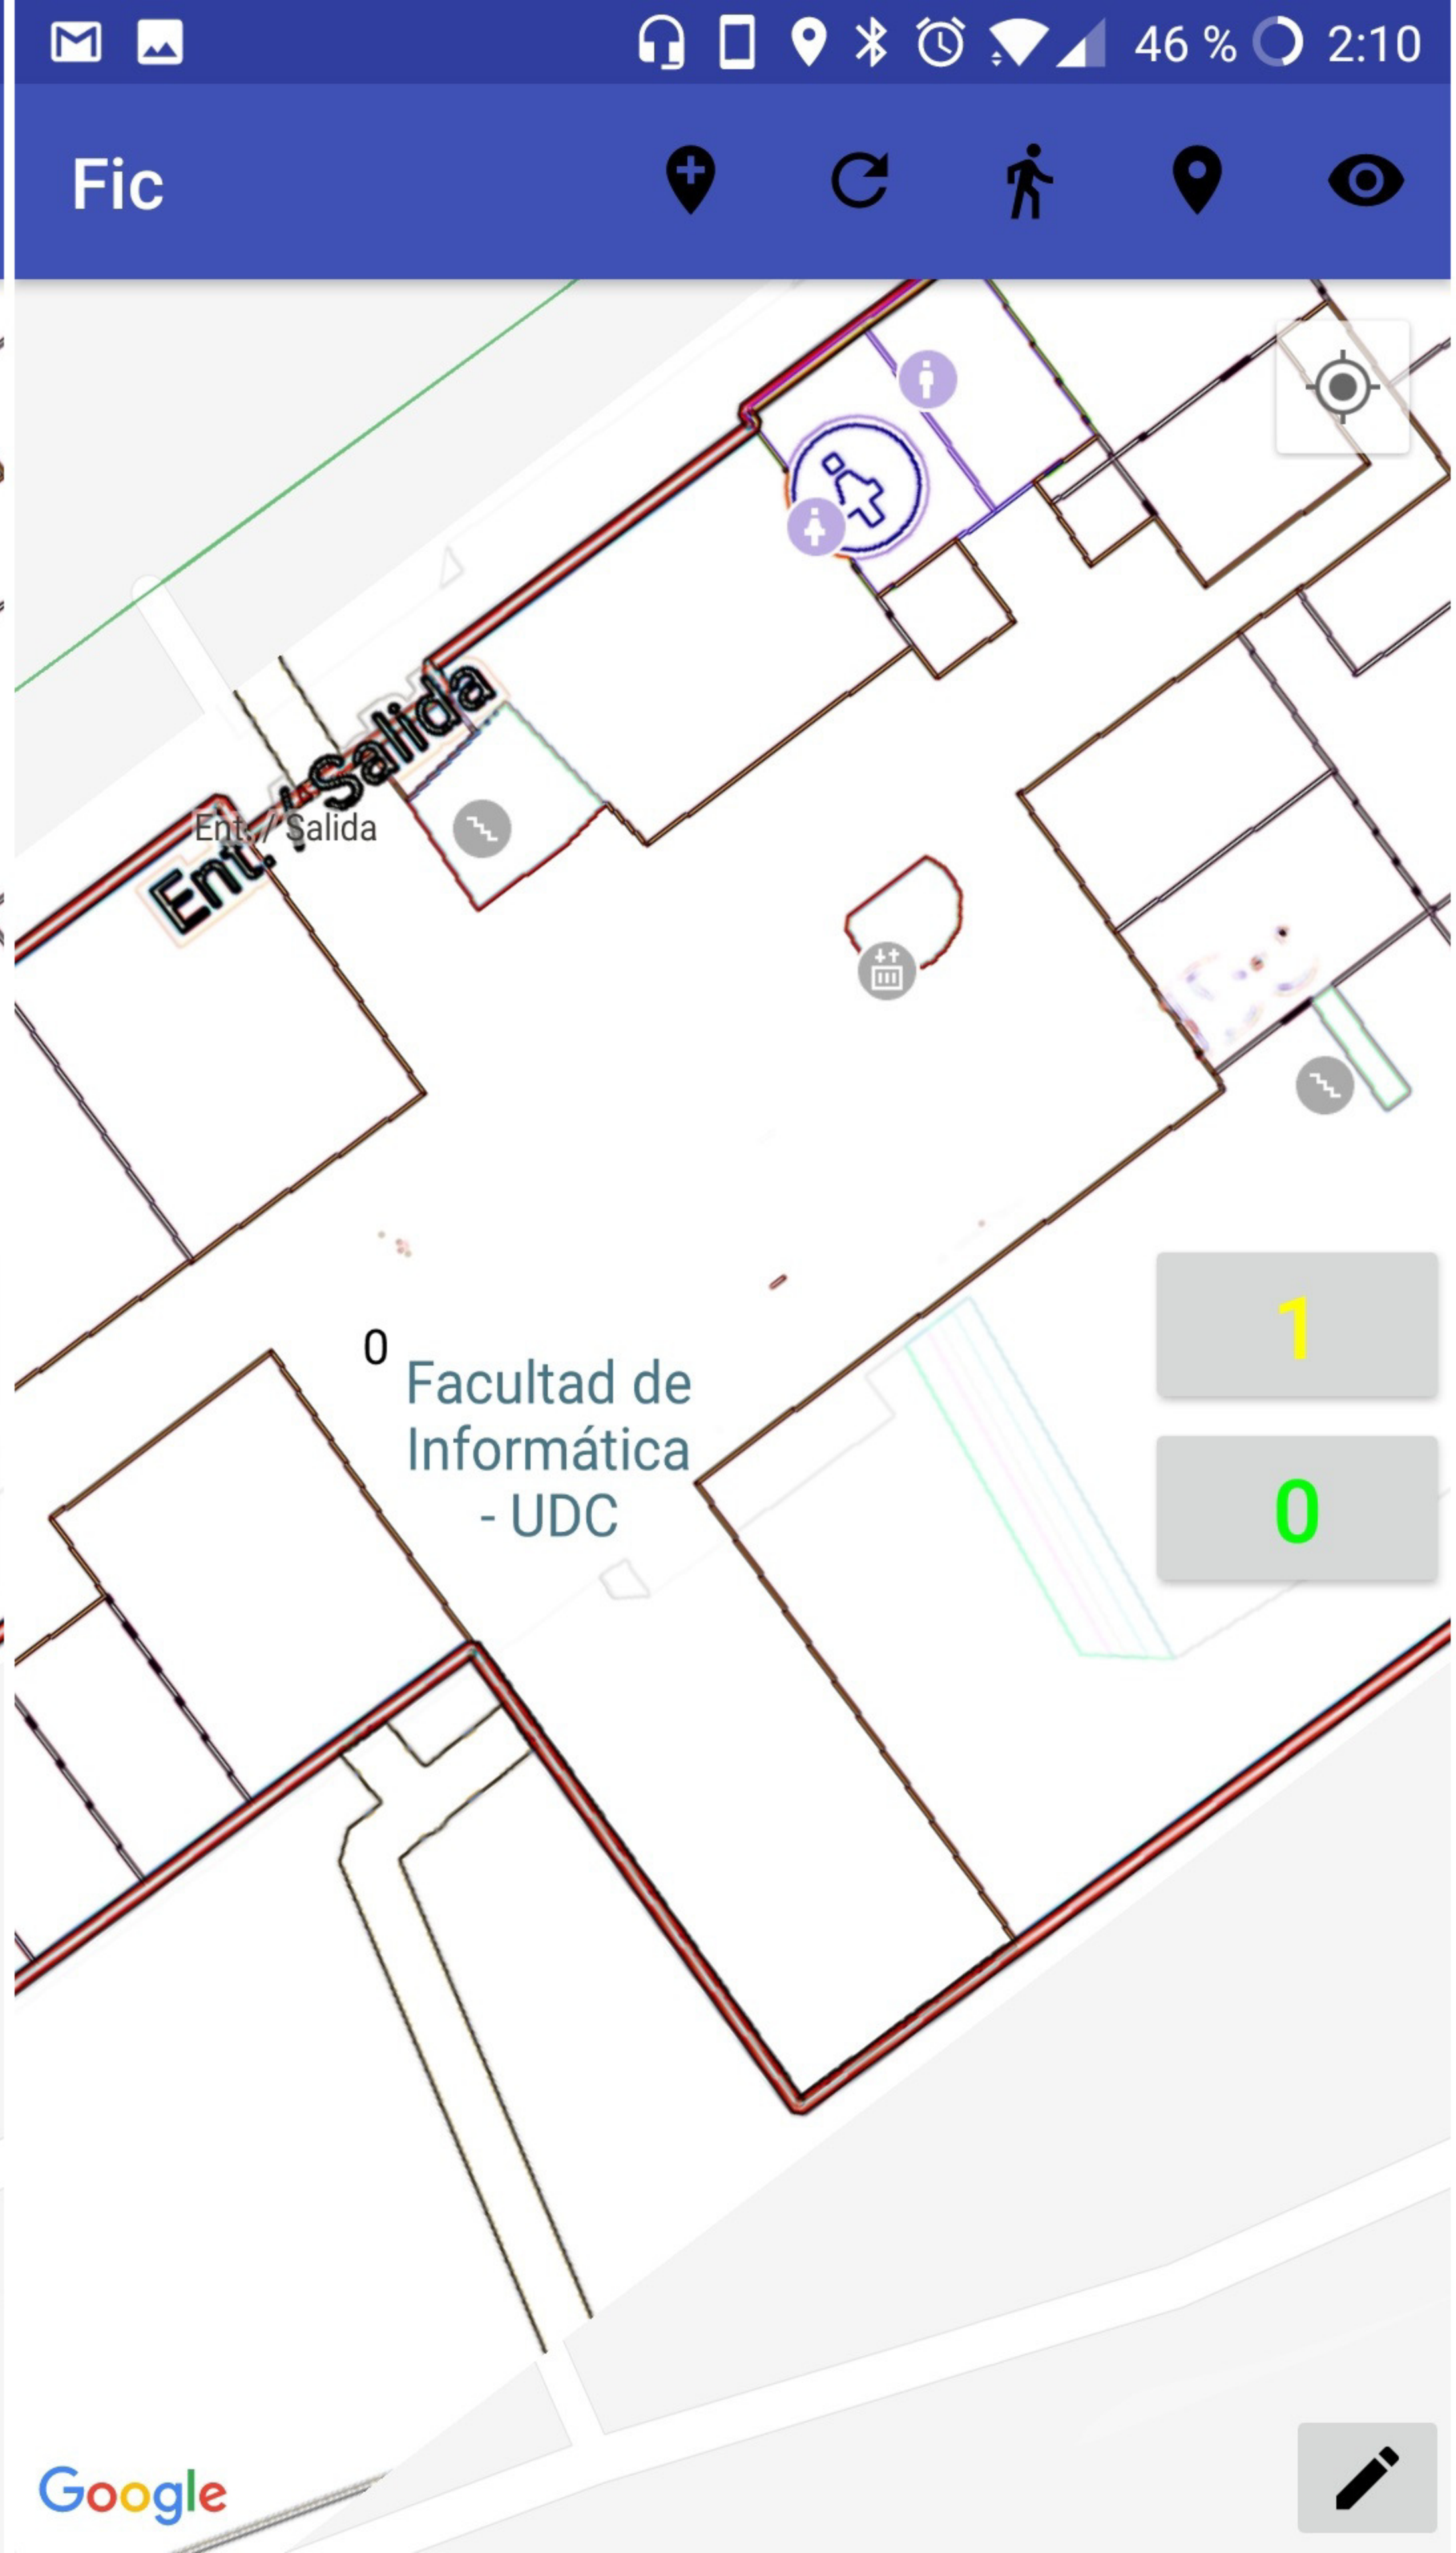 46 % 2:10
Fic
Ent. / Salida
Ent. / Salida
1
0
Facultad de
Informática
- UDC
0
Google